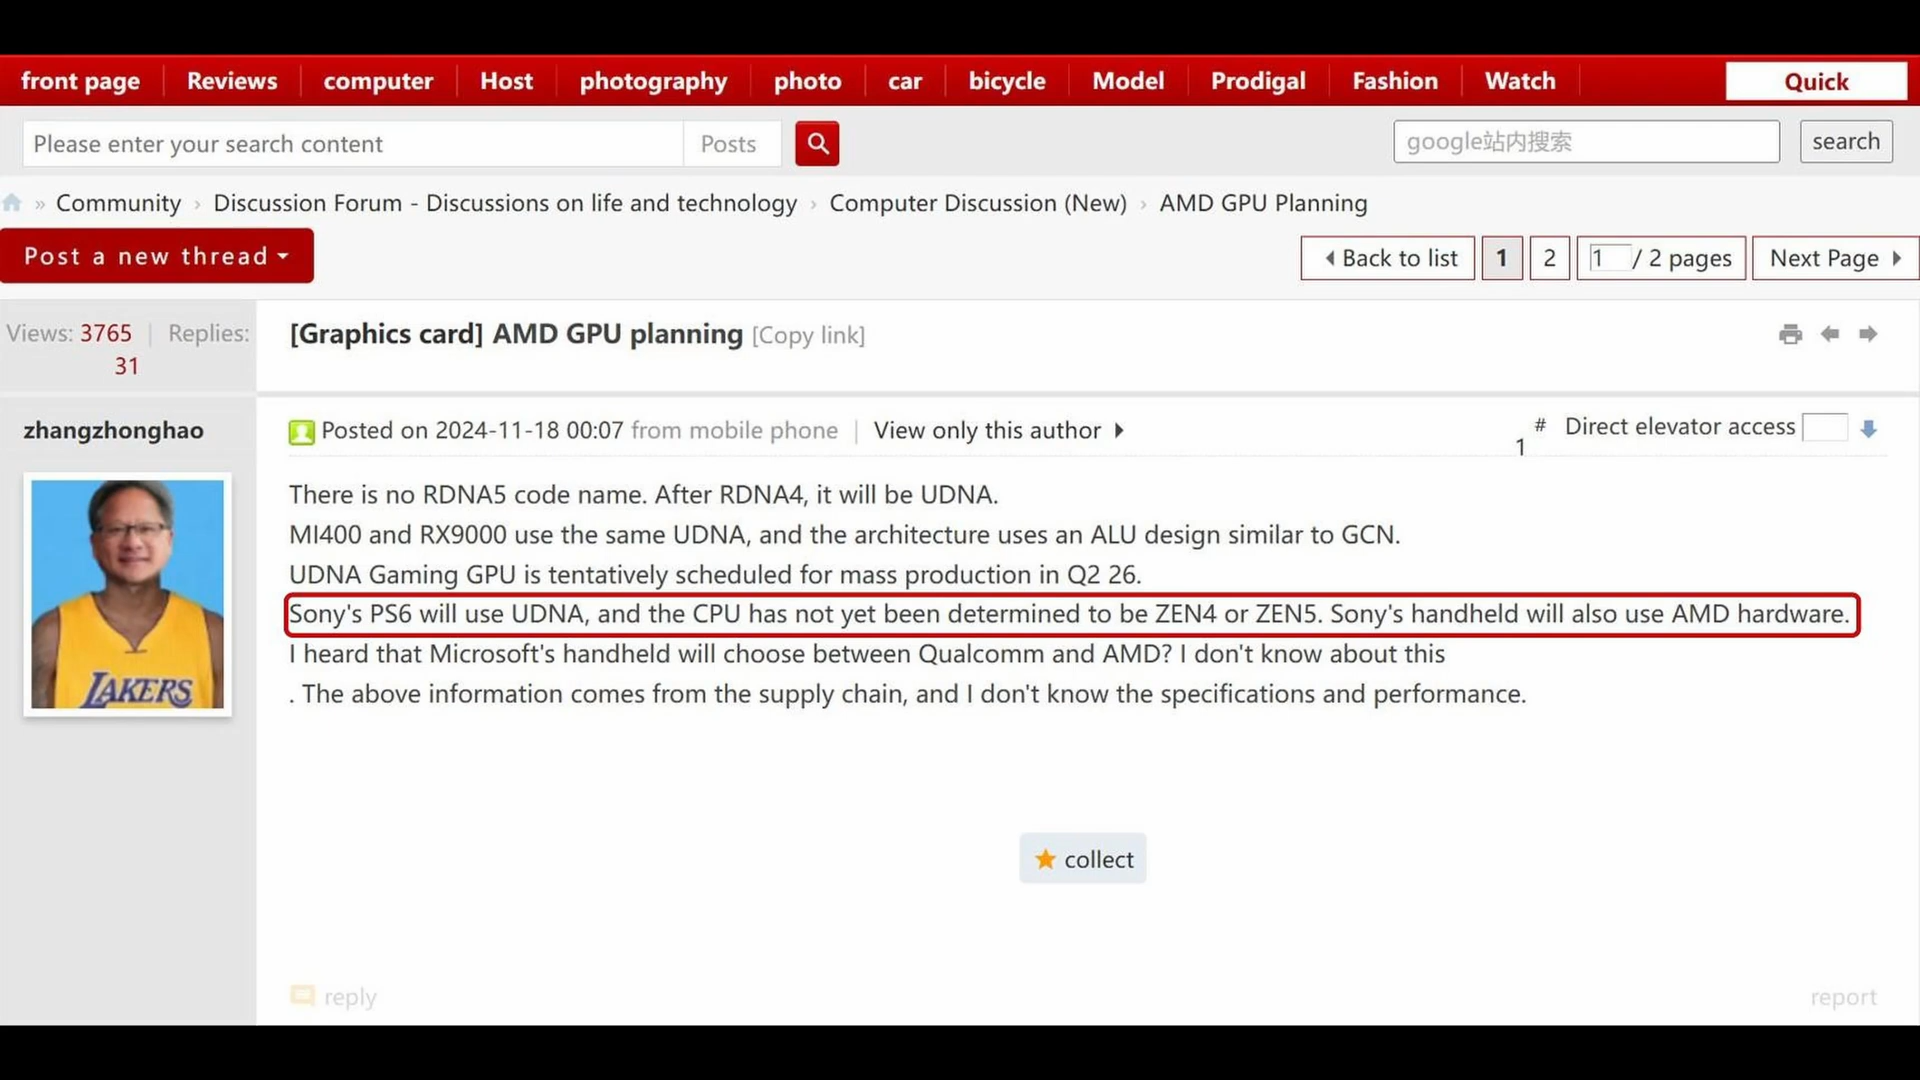 front page Reviews computer Host photography photo car bicycle Model Prodigal Fashion Watch Quick
Please enter your search content Posts google站内搜索 search
» Community › Discussion Forum - Discussions on life and technology › Computer Discussion (New) › AMD GPU Planning
Post a new thread Back to list 1 2 1 / 2 pages Next Page
Views: 3765 | Replies: 31
[Graphics card] AMD GPU planning [Copy link]
zhangzhonghao
Posted on 2024-11-18 00:07 from mobile phone | View only this author
1 # Direct elevator access
There is no RDNA5 code name. After RDNA4, it will be UDNA.
MI400 and RX9000 use the same UDNA, and the architecture uses an ALU design similar to GCN.
UDNA Gaming GPU is tentatively scheduled for mass production in Q2 26.
Sony's PS6 will use UDNA, and the CPU has not yet been determined to be ZEN4 or ZEN5. Sony's handheld will also use AMD hardware.
I heard that Microsoft's handheld will choose between Qualcomm and AMD? I don't know about this
. The above information comes from the supply chain, and I don't know the specifications and performance.
LAKERS
collect
reply report